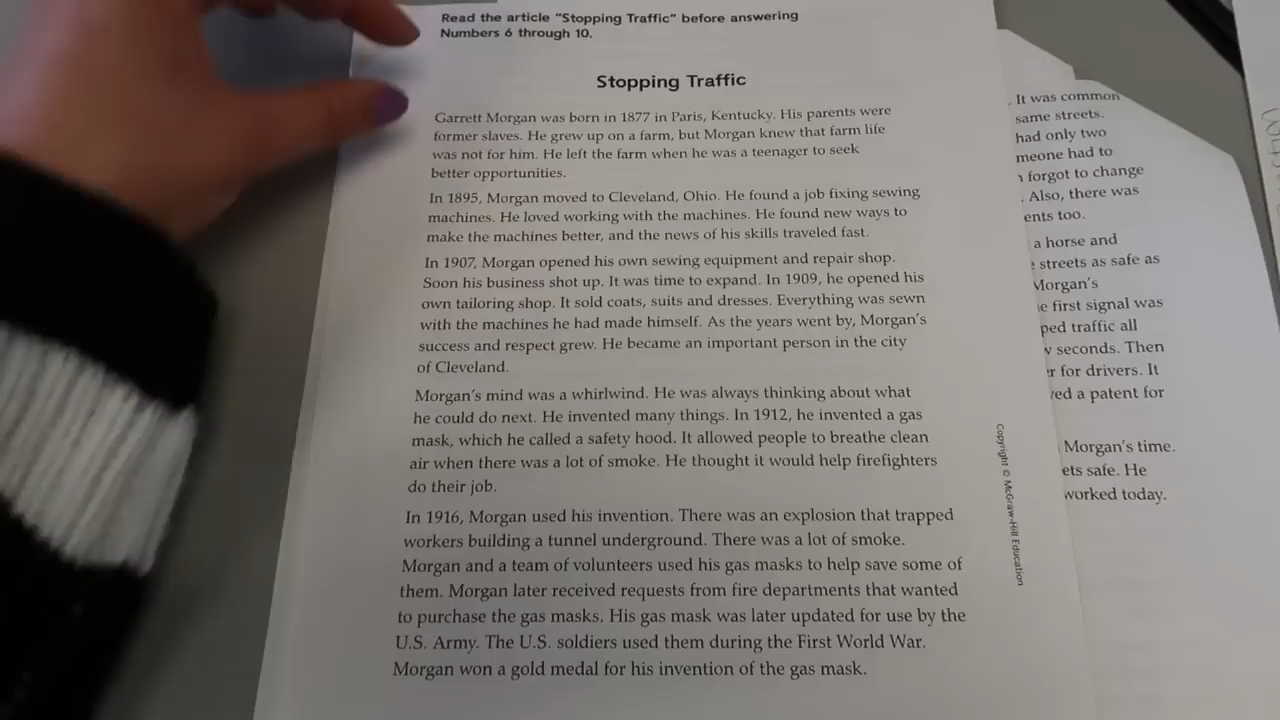 Read the article “Stopping Traffic” before answering
Numbers 6 through 10.
Stopping Traffic
Garrett Morgan was born in 1877 in Paris, Kentucky. His parents were
former slaves. He grew up on a farm, but Morgan knew that farm life
was not for him. He left the farm when he was a teenager to seek
better opportunities.
In 1895, Morgan moved to Cleveland, Ohio. He found a job fixing sewing
machines. He loved working with the machines. He found new ways to
make the machines better, and the news of his skills traveled fast.
In 1907, Morgan opened his own sewing equipment and repair shop.
Soon his business shot up. It was time to expand. In 1909, he opened his
own tailoring shop. It sold coats, suits and dresses. Everything was sewn
with the machines he had made himself. As the years went by, Morgan’s
success and respect grew. He became an important person in the city
of Cleveland.
Morgan’s mind was a whirlwind. He was always thinking about what
he could do next. He invented many things. In 1912, he invented a gas
mask, which he called a safety hood. It allowed people to breathe clean
air when there was a lot of smoke. He thought it would help firefighters
do their job.
In 1916, Morgan used his invention. There was an explosion that trapped
workers building a tunnel underground. There was a lot of smoke.
Morgan and a team of volunteers used his gas masks to help save some of
them. Morgan later received requests from fire departments that wanted
to purchase the gas masks. His gas mask was later updated for use by the
U.S. Army. The U.S. soldiers used them during the First World War.
Morgan won a gold medal for his invention of the gas mask.
Copyright © McGraw-Hill Education
. It was common
same streets.
had only two
meone had to
forgot to change
. Also, there was
ents too.
a horse and
streets as safe as
Morgan’s
first signal was
ped traffic all
seconds. Then
r for drivers. It
ved a patent for
Morgan’s time.
ets safe. He
worked today.